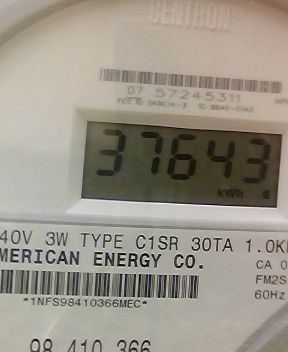 CENTRON®
07 57245311
37643
kWh
40V 3W TYPE C1SR 30TA 1.0K
MERICAN ENERGY CO.
CA 0
FM2S
60Hz
*1NFS98410366MEC*
98 410 366